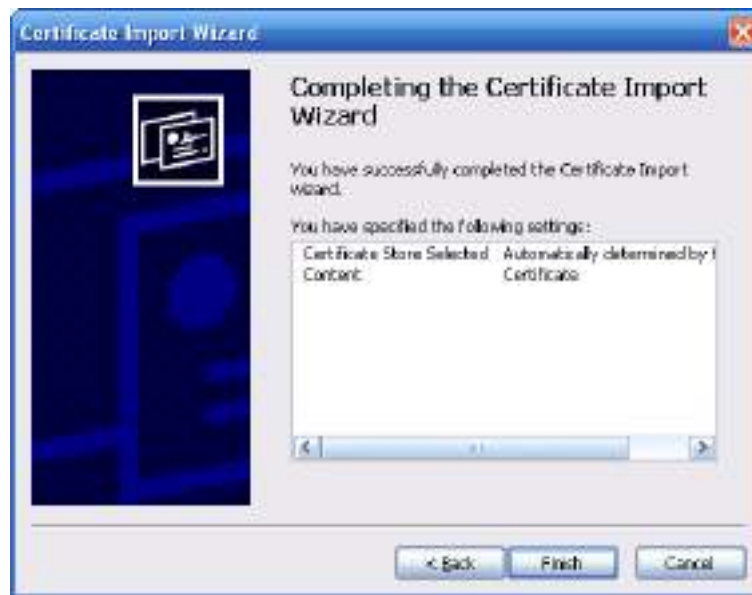 Certificate Import Wizard
Completing the Certificate Import
Wizard
You have successfully completed the Certificate Import
wizard.
You have specified the following settings:
Certificate Store Selected Automatically determined by t
Content Certificate
< Back Finish Cancel